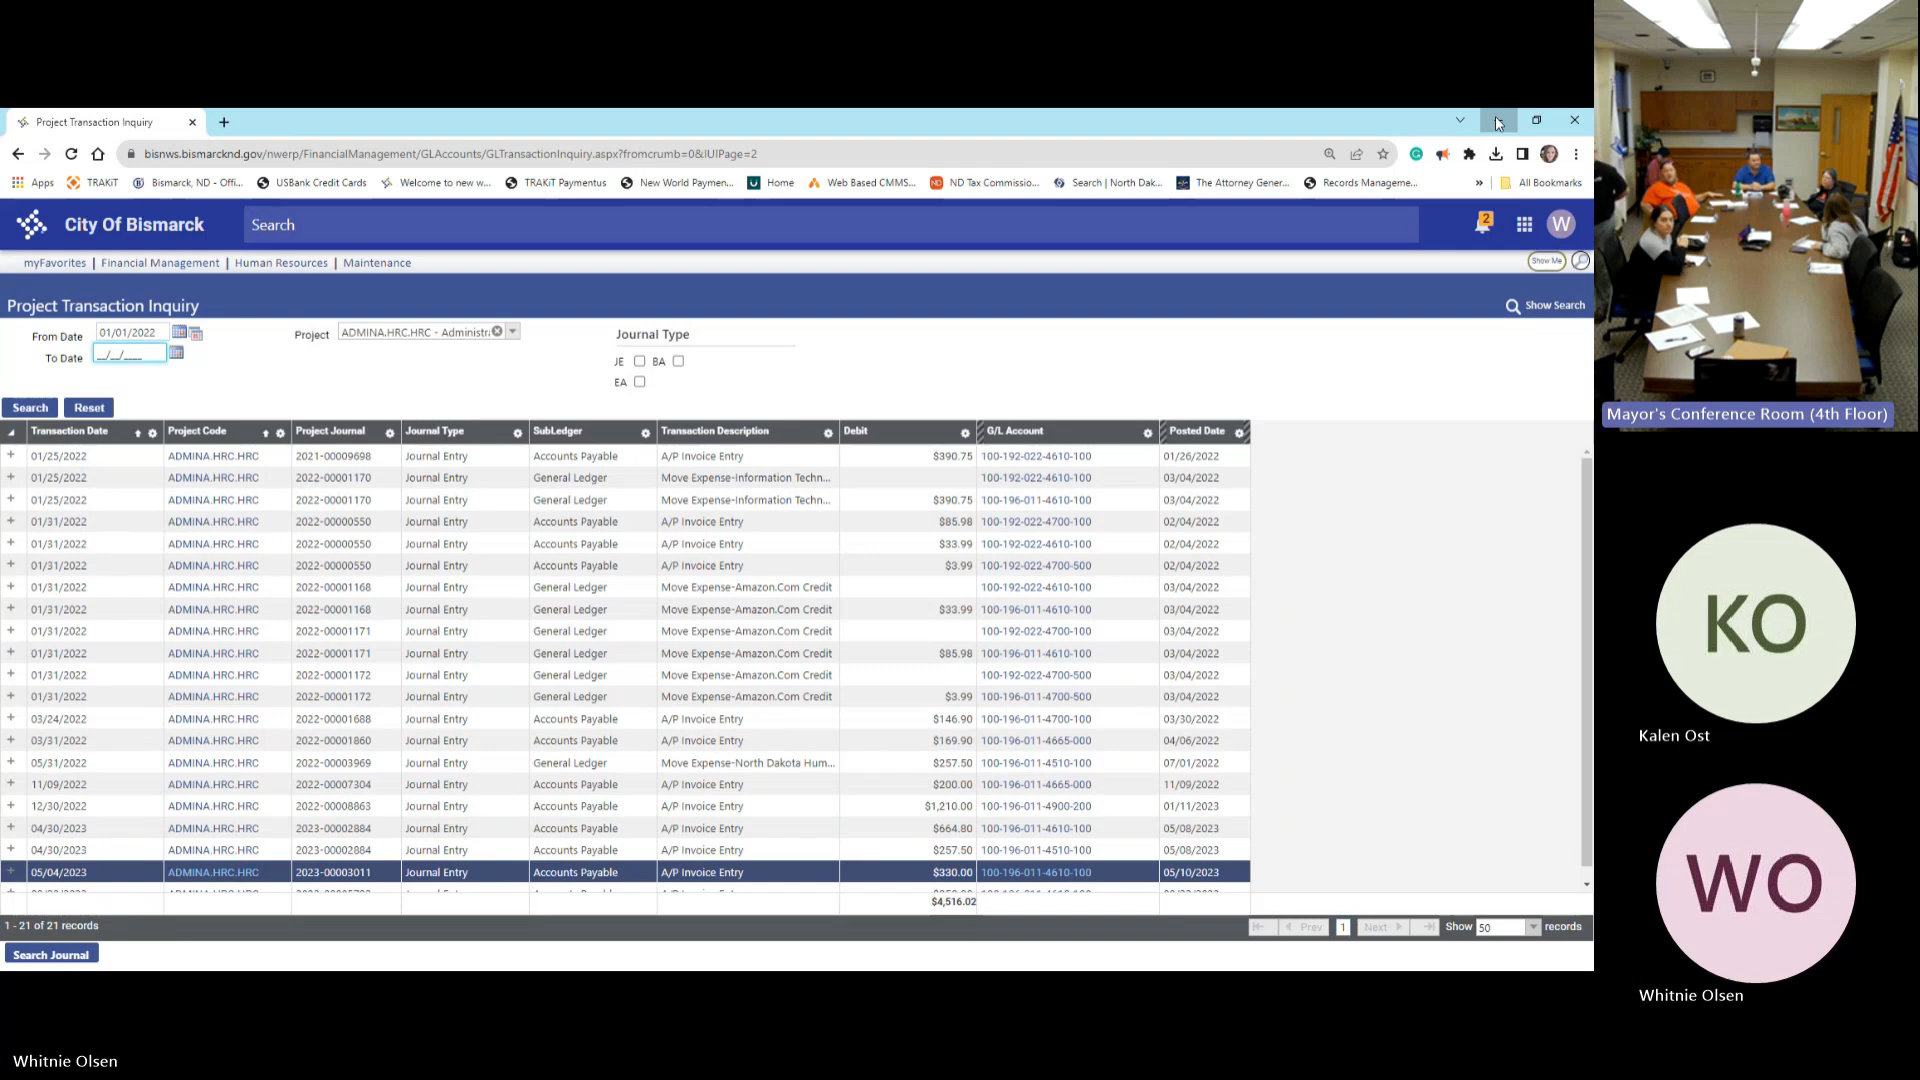 Project Transaction Inquiry
bisnws.bismarcknd.gov/nwerp/FinancialManagement/GLAccounts/GLTransactionInquiry.aspx?fromcrumb=0&IUIPage=2
Apps TRAKiT Bismarck, ND - Offi... USBank Credit Cards Welcome to new w... TRAKiT Paymentus New World Paymen... Home Web Based CMMS... ND Tax Commissio... Search | North Dak... The Attorney Gener... Records Manageme... » All Bookmarks
City Of Bismarck Search 2 W
myFavorites | Financial Management | Human Resources | Maintenance Show Me
Project Transaction Inquiry Show Search
From Date 01/01/2022 Project ADMINA.HRC.HRC - Administra Journal Type
To Date __/__/____ JE BA
EA
Search Reset
Transaction Date Project Code Project Journal Journal Type SubLedger Transaction Description Debit G/L Account Posted Date
01/25/2022 ADMINA.HRC.HRC 2021-00009698 Journal Entry Accounts Payable A/P Invoice Entry $390.75 100-192-022-4610-100 01/26/2022
01/25/2022 ADMINA.HRC.HRC 2022-00001170 Journal Entry General Ledger Move Expense-Information Techn... 100-192-022-4610-100 03/04/2022
01/25/2022 ADMINA.HRC.HRC 2022-00001170 Journal Entry General Ledger Move Expense-Information Techn... $390.75 100-196-011-4610-100 03/04/2022
01/31/2022 ADMINA.HRC.HRC 2022-00000550 Journal Entry Accounts Payable A/P Invoice Entry $85.98 100-192-022-4700-100 02/04/2022
01/31/2022 ADMINA.HRC.HRC 2022-00000550 Journal Entry Accounts Payable A/P Invoice Entry $33.99 100-192-022-4610-100 02/04/2022
01/31/2022 ADMINA.HRC.HRC 2022-00000550 Journal Entry Accounts Payable A/P Invoice Entry $3.99 100-192-022-4700-500 02/04/2022
01/31/2022 ADMINA.HRC.HRC 2022-00001168 Journal Entry General Ledger Move Expense-Amazon.Com Credit 100-192-022-4610-100 03/04/2022
01/31/2022 ADMINA.HRC.HRC 2022-00001168 Journal Entry General Ledger Move Expense-Amazon.Com Credit $33.99 100-196-011-4610-100 03/04/2022
01/31/2022 ADMINA.HRC.HRC 2022-00001171 Journal Entry General Ledger Move Expense-Amazon.Com Credit 100-192-022-4700-100 03/04/2022
01/31/2022 ADMINA.HRC.HRC 2022-00001171 Journal Entry General Ledger Move Expense-Amazon.Com Credit $85.98 100-196-011-4610-100 03/04/2022
01/31/2022 ADMINA.HRC.HRC 2022-00001172 Journal Entry General Ledger Move Expense-Amazon.Com Credit 100-192-022-4700-500 03/04/2022
01/31/2022 ADMINA.HRC.HRC 2022-00001172 Journal Entry General Ledger Move Expense-Amazon.Com Credit $3.99 100-196-011-4700-500 03/04/2022
03/24/2022 ADMINA.HRC.HRC 2022-00001688 Journal Entry Accounts Payable A/P Invoice Entry $146.90 100-196-011-4700-100 03/30/2022
03/31/2022 ADMINA.HRC.HRC 2022-00001860 Journal Entry Accounts Payable A/P Invoice Entry $169.90 100-196-011-4665-000 04/06/2022
05/31/2022 ADMINA.HRC.HRC 2022-00003969 Journal Entry General Ledger Move Expense-North Dakota Hum... $257.50 100-196-011-4510-100 07/01/2022
11/09/2022 ADMINA.HRC.HRC 2022-00007304 Journal Entry Accounts Payable A/P Invoice Entry $200.00 100-196-011-4665-000 11/09/2022
12/30/2022 ADMINA.HRC.HRC 2022-00008863 Journal Entry Accounts Payable A/P Invoice Entry $1,210.00 100-196-011-4900-200 01/11/2023
04/30/2023 ADMINA.HRC.HRC 2023-00002884 Journal Entry Accounts Payable A/P Invoice Entry $664.80 100-196-011-4610-100 05/08/2023
04/30/2023 ADMINA.HRC.HRC 2023-00002884 Journal Entry Accounts Payable A/P Invoice Entry $257.50 100-196-011-4510-100 05/08/2023
05/04/2023 ADMINA.HRC.HRC 2023-00003011 Journal Entry Accounts Payable A/P Invoice Entry $330.00 100-196-011-4610-100 05/10/2023
$4,516.02
1 - 21 of 21 records Prev 1 Next Show 50 records
Search Journal
Mayor's Conference Room (4th Floor)
KO
Kalen Ost
WO
Whitnie Olsen
Whitnie Olsen